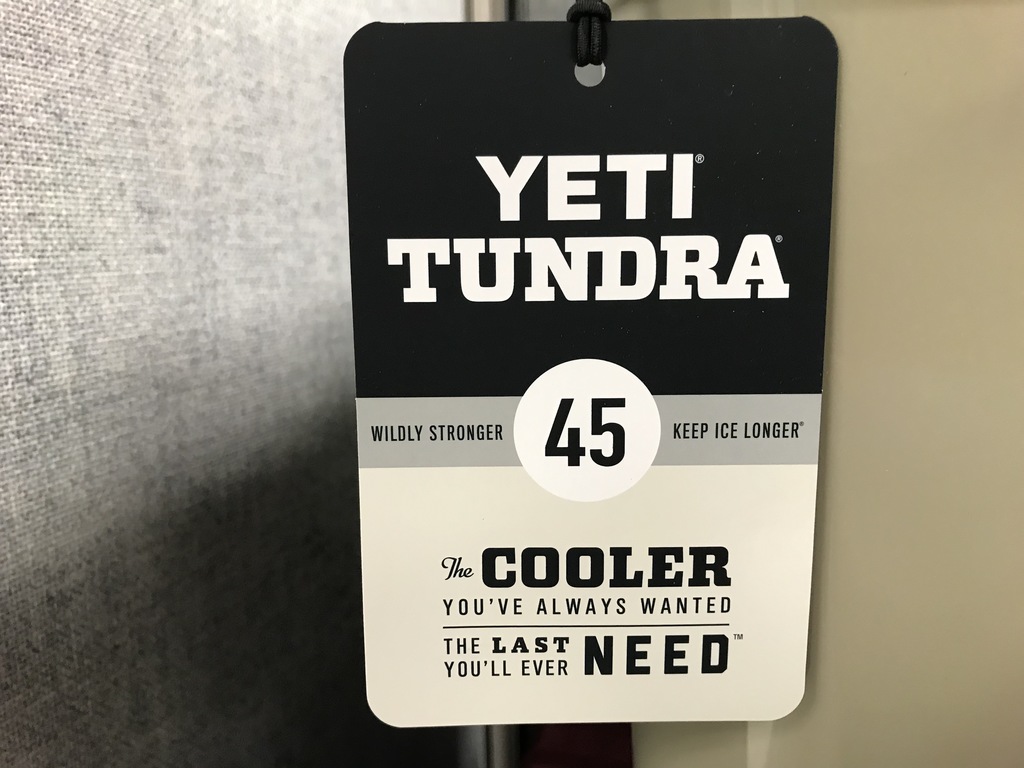 YETI®
TUNDRA®
WILDLY STRONGER 45 KEEP ICE LONGER®
The COOLER
YOU'VE ALWAYS WANTED
THE LAST
YOU'LL EVER NEED™